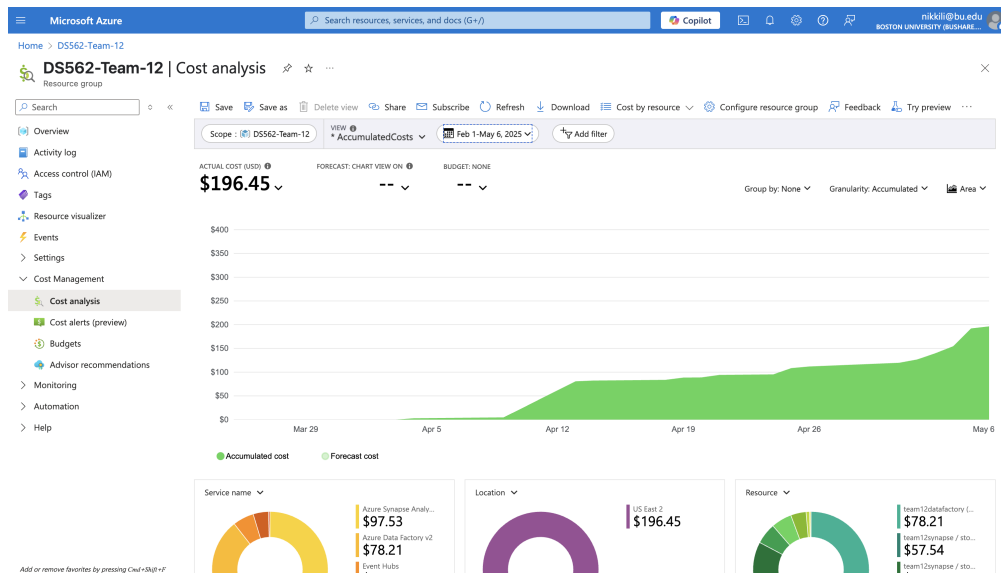 Microsoft Azure
Search resources, services, and docs (G+/)
Copilot
nikkili@bu.edu
BOSTON UNIVERSITY (BUSHARE...
Home > DS562-Team-12
DS562-Team-12 | Cost analysis
Resource group
Search
Save
Save as
Delete view
Share
Subscribe
Refresh
Download
Cost by resource
Configure resource group
Feedback
Try preview
Overview
Activity log
Access control (IAM)
Tags
Resource visualizer
Events
Settings
Cost Management
Cost analysis
Cost alerts (preview)
Budgets
Advisor recommendations
Monitoring
Automation
Help
Add or remove favorites by pressing Cmd+Shift+F
Scope : DS562-Team-12
VIEW
* AccumulatedCosts
Feb 1-May 6, 2025
Add filter
ACTUAL COST (USD)
$196.45
FORECAST: CHART VIEW ON
--
BUDGET: NONE
--
Group by: None
Granularity: Accumulated
Area
$400
$350
$300
$250
$200
$150
$100
$50
$0
Mar 29
Apr 5
Apr 12
Apr 19
Apr 26
May 6
Accumulated cost
Forecast cost
Service name
Azure Synapse Analy...
$97.53
Azure Data Factory v2
$78.21
Event Hubs
Location
US East 2
$196.45
Resource
team12datafactory (...
$78.21
team12synapse / sto...
$57.54
team12synapse / sto...